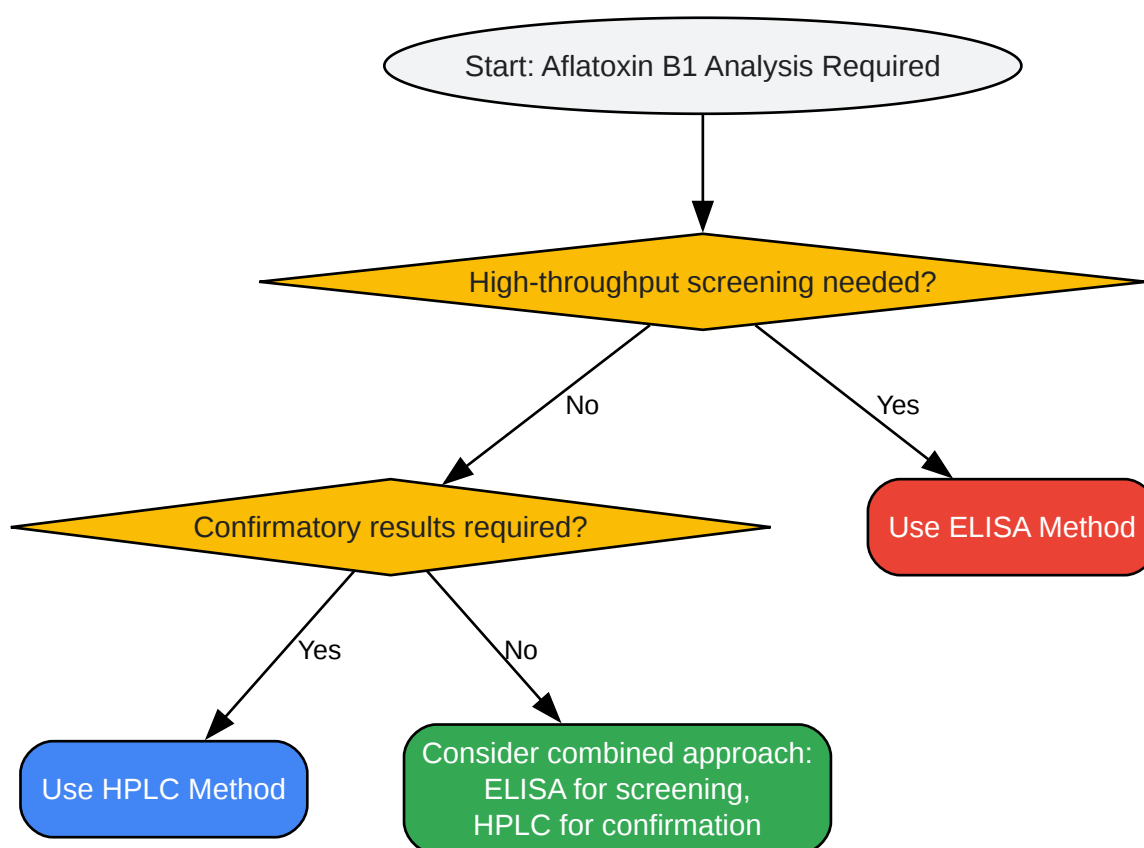 Start: Aflatoxin B1 Analysis Required
High-throughput screening needed?
No
Yes
Confirmatory results required?
Use ELISA Method
Yes
No
Use HPLC Method
Consider combined approach:
ELISA for screening,
HPLC for confirmation